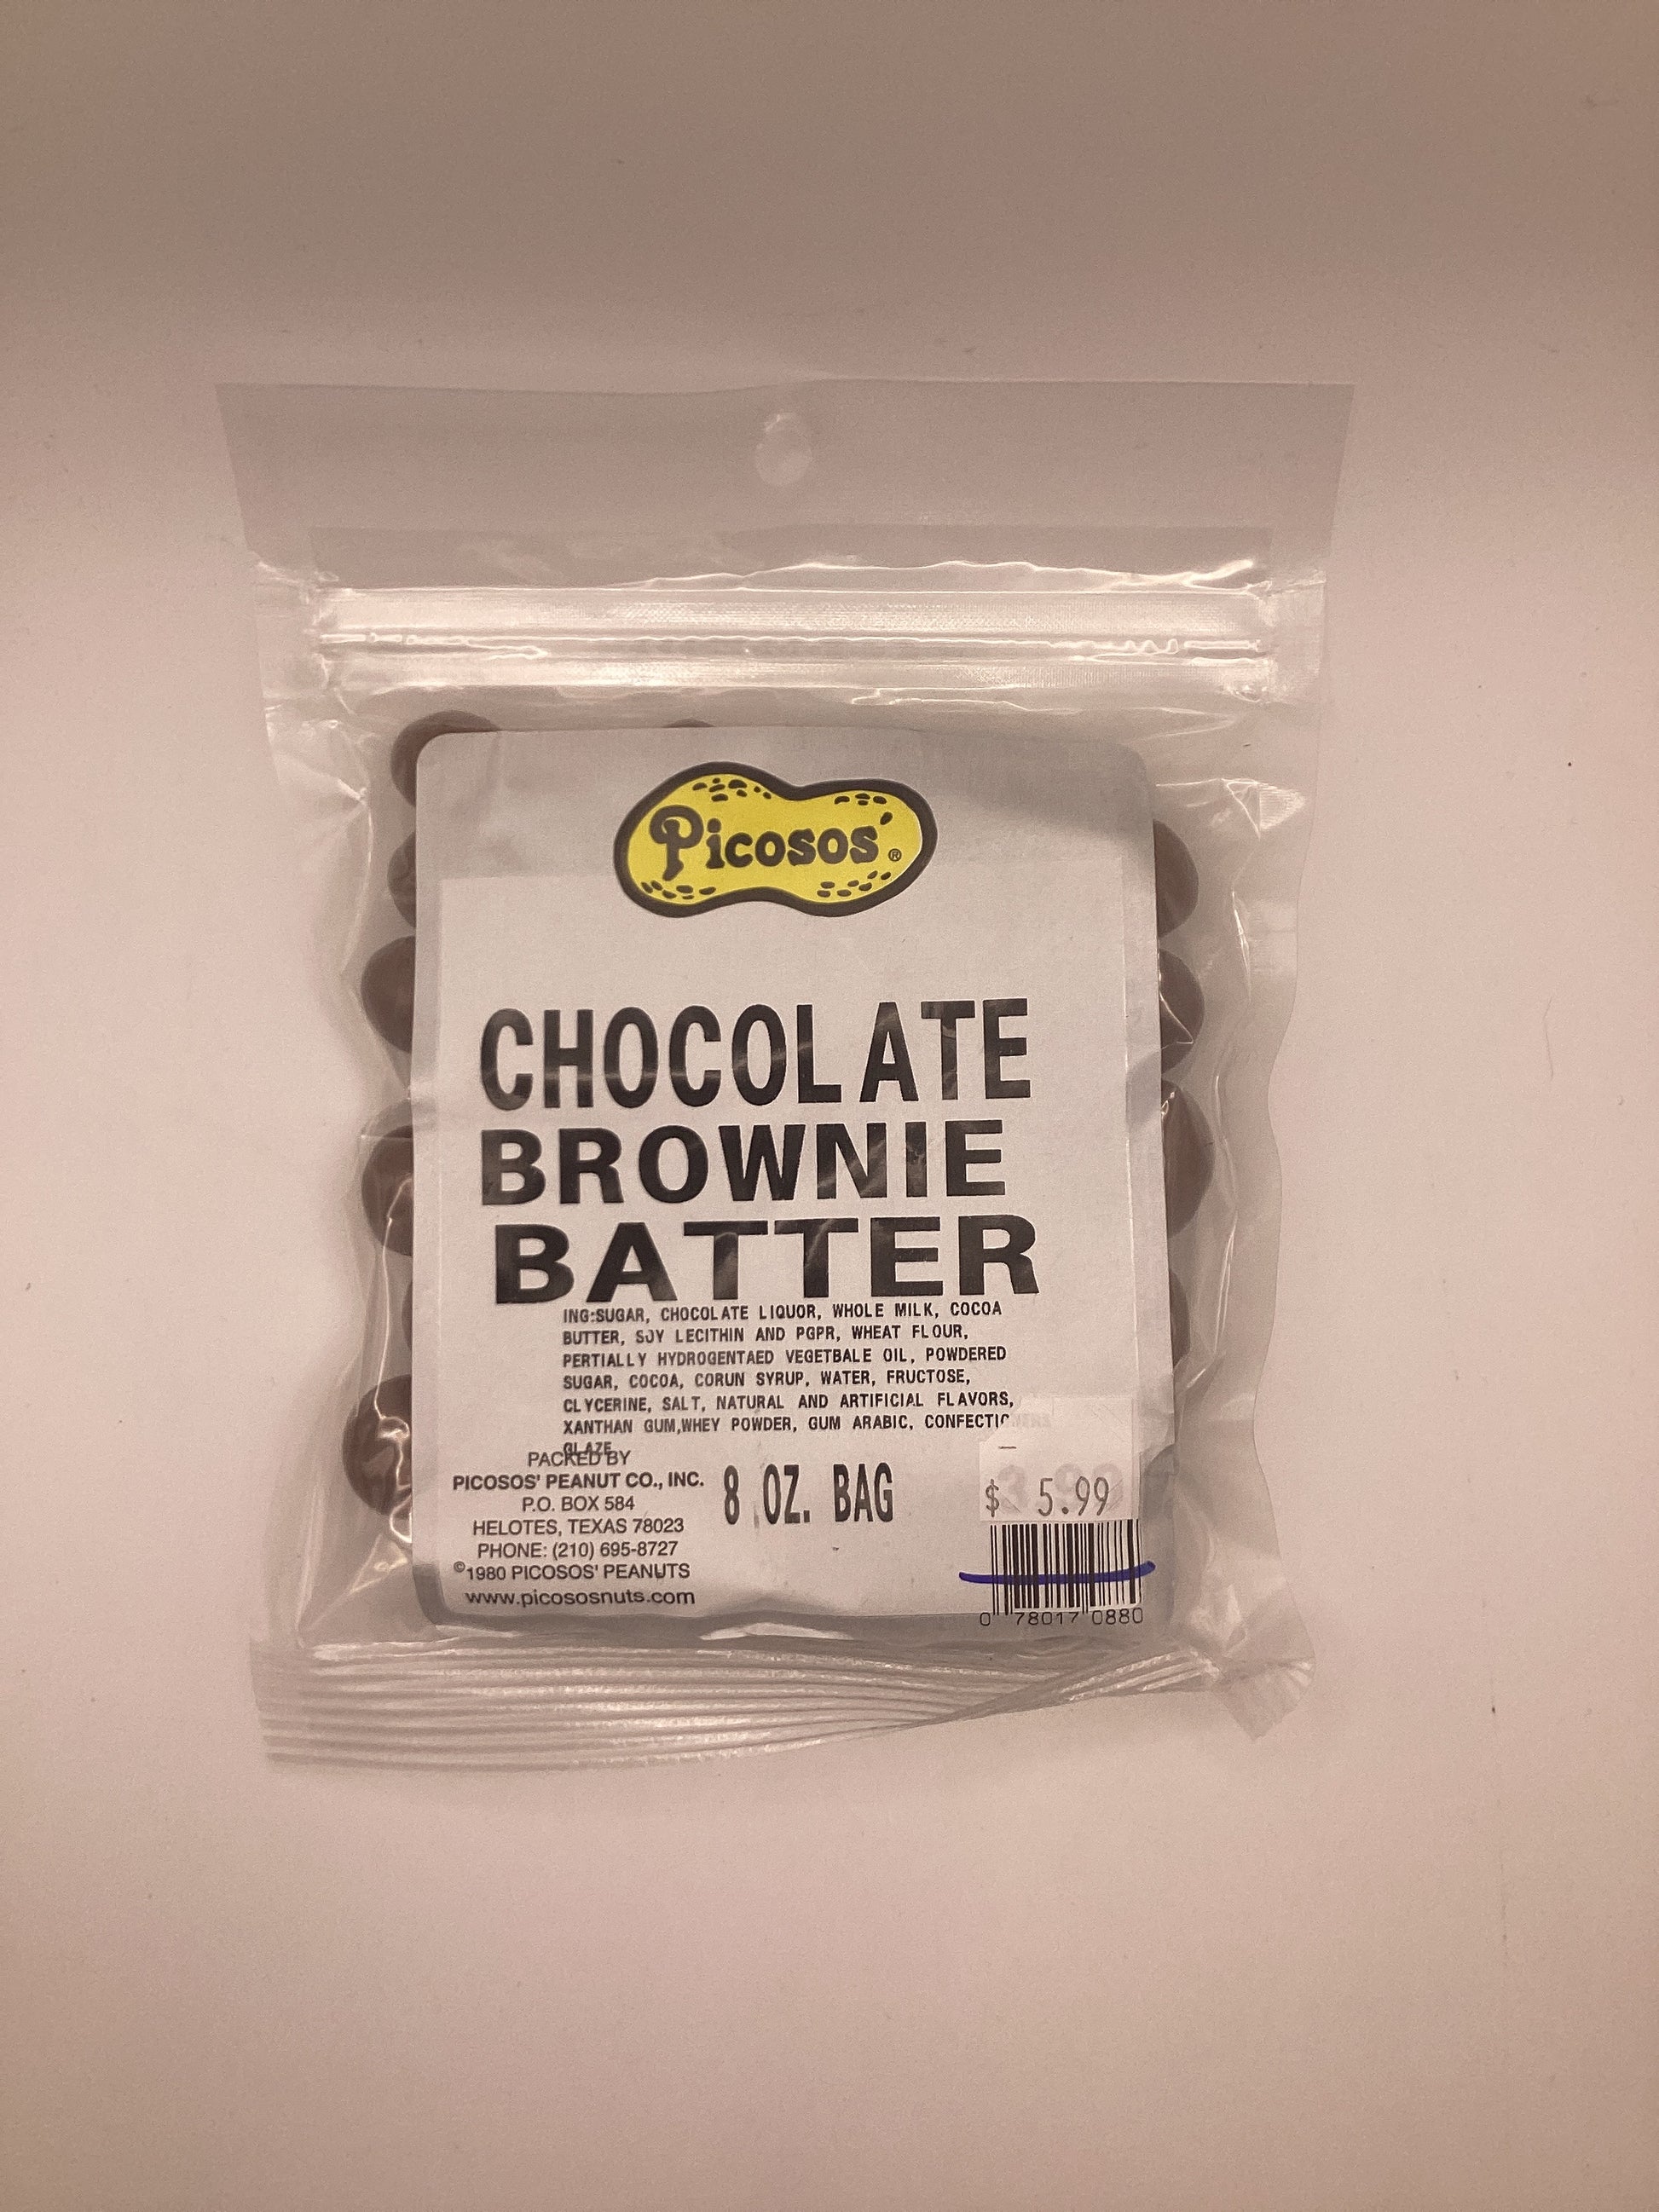 Picosos'®
CHOCOLATE
BROWNIE
BATTER
ING:SUGAR, CHOCOLATE LIQUOR, WHOLE MILK, COCOA
BUTTER, SOY LECITHIN AND PGPR, WHEAT FLOUR,
PERTIALLY HYDROGENTAED VEGETBALE OIL, POWDERED
SUGAR, COCOA, CORUN SYRUP, WATER, FRUCTOSE,
CLYCERINE, SALT, NATURAL AND ARTIFICIAL FLAVORS,
XANTHAN GUM,WHEY POWDER, GUM ARABIC, CONFECTIONERS
GLAZE
PACKED BY
PICOSOS' PEANUT CO., INC.
P.O. BOX 584
HELOTES, TEXAS 78023
PHONE: (210) 695-8727
©1980 PICOSOS' PEANUTS
www.picososnuts.com
8 OZ. BAG
$ 5.99
0 78017 0880